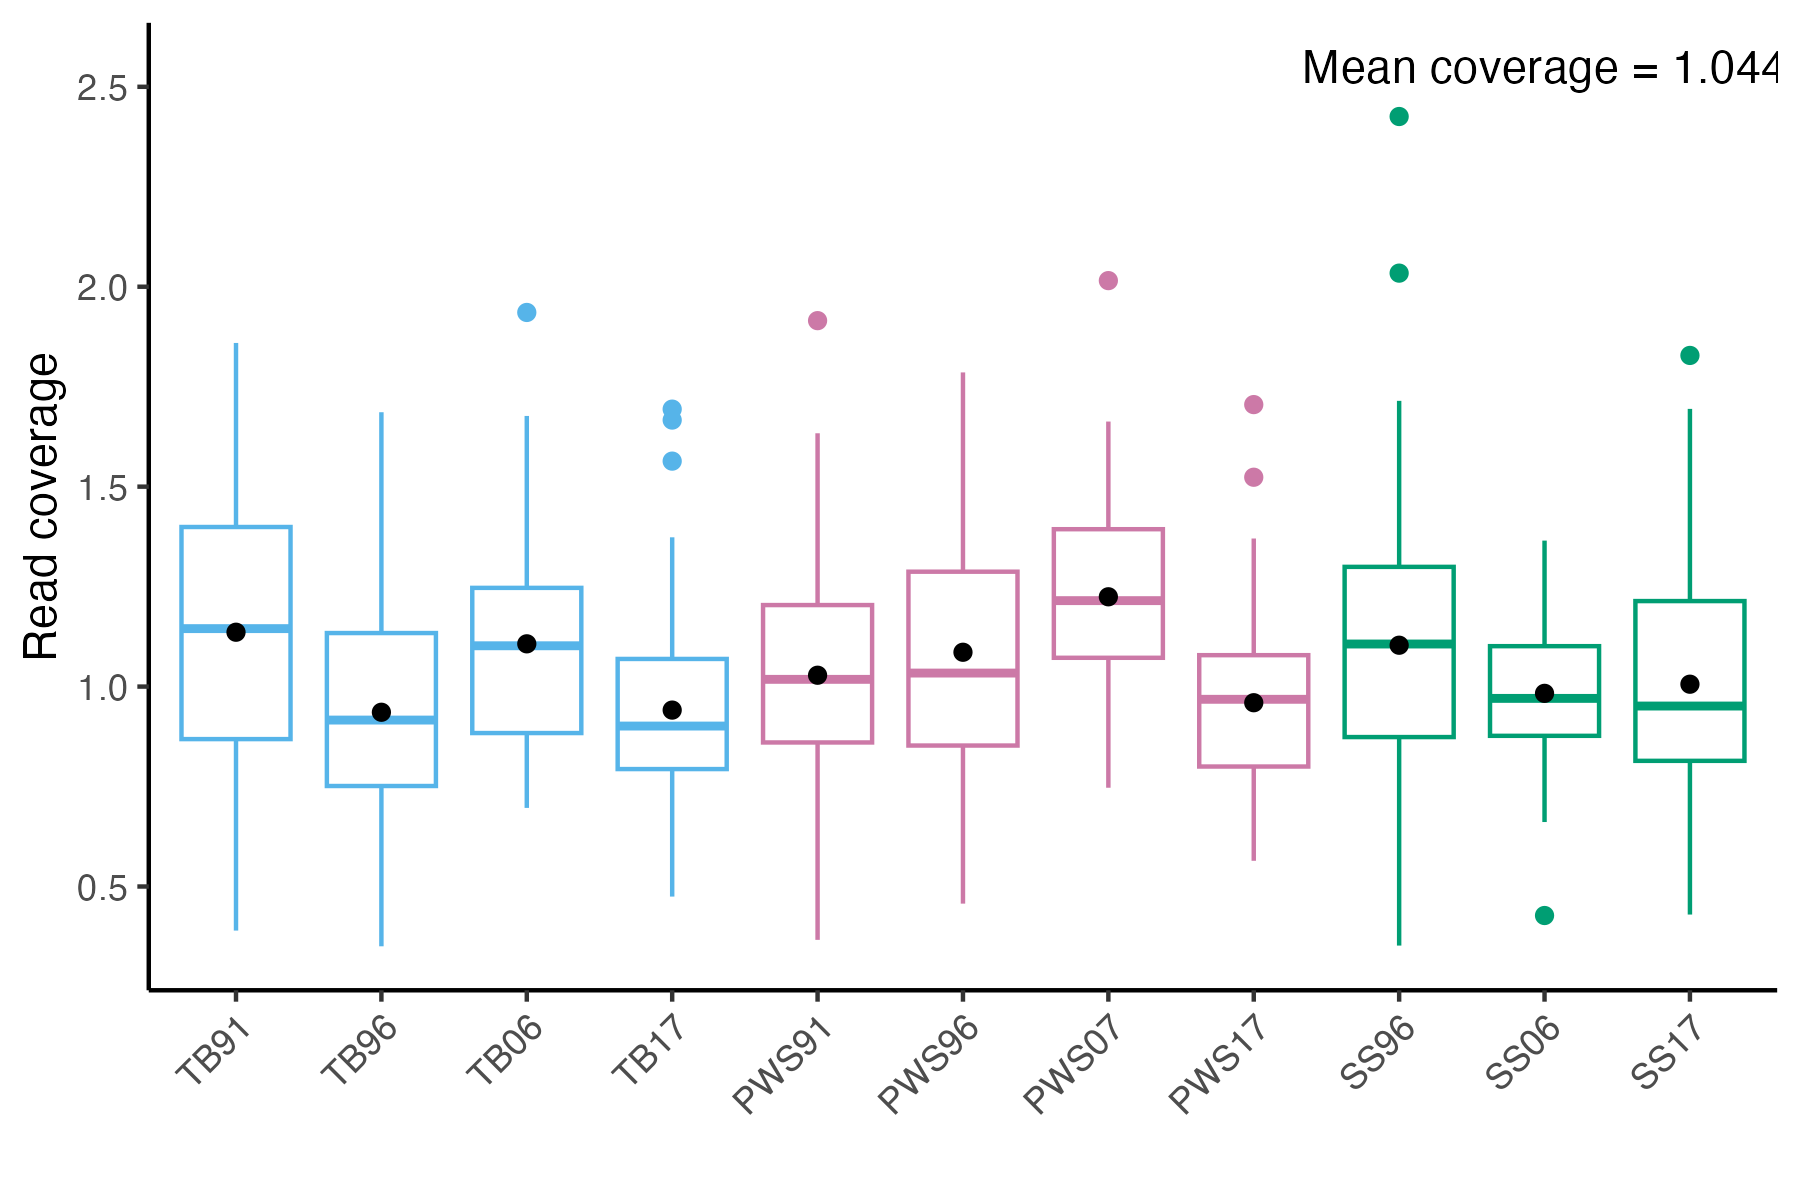 Mean coverage = 1.044
2.5
2.0
1.5
1.0
0.5
Read coverage
TB91
TB96
TB06
TB17
PWS91
PWS96
PWS07
PWS17
SS96
SS06
SS17